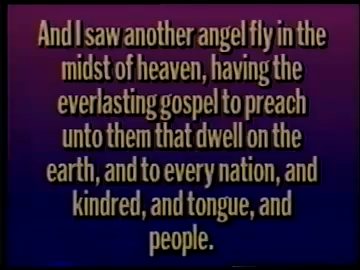 And I saw another angel fly in the
midst of heaven, having the
everlasting gospel to preach
unto them that dwell on the
earth, and to every nation, and
kindred, and tongue, and
people.